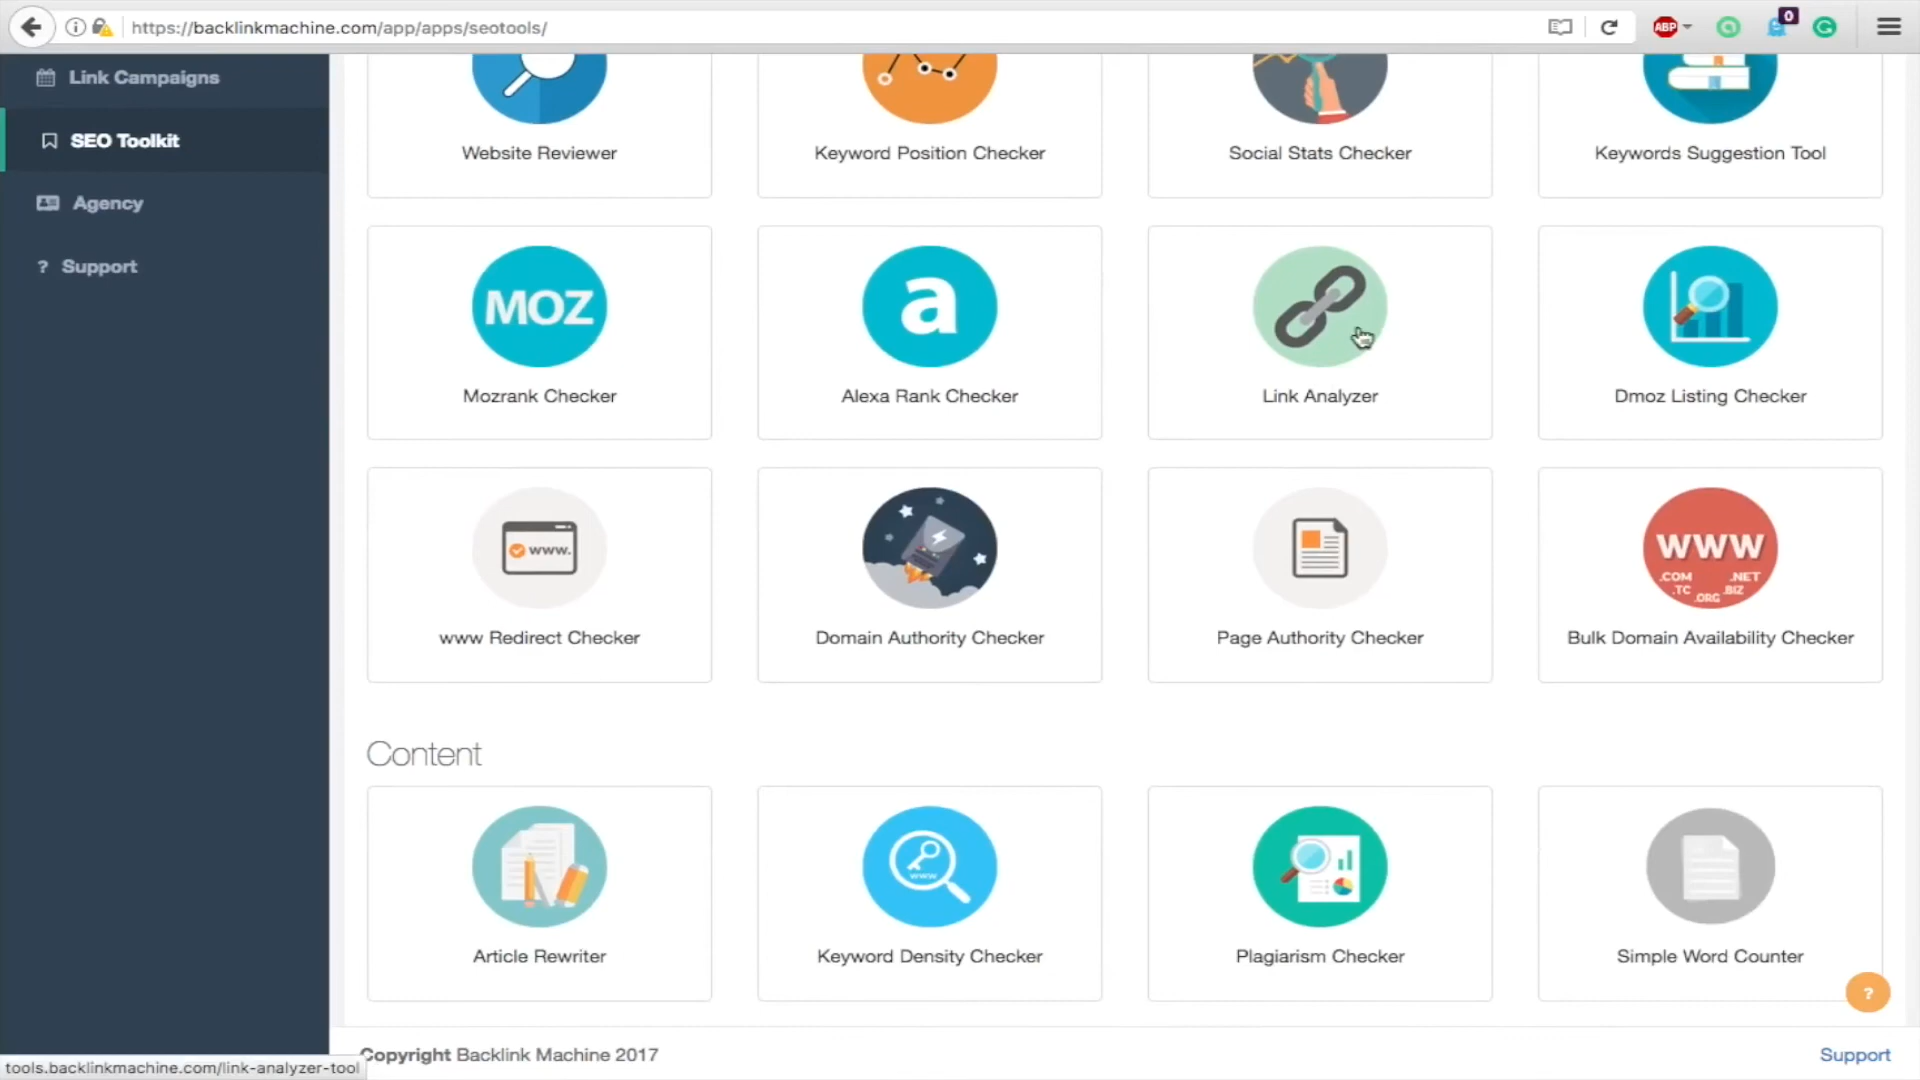 https://backlinkmachine.com/app/apps/seotools/
ABP
0
Link Campaigns
SEO Toolkit
Agency
? Support
Website Reviewer
Keyword Position Checker
Social Stats Checker
Keywords Suggestion Tool
MOZ
a
Mozrank Checker
Alexa Rank Checker
Link Analyzer
Dmoz Listing Checker
www.
WWW
.COM .NET
.TC .ORG .BIZ
www Redirect Checker
Domain Authority Checker
Page Authority Checker
Bulk Domain Availability Checker
Content
www
Article Rewriter
Keyword Density Checker
Plagiarism Checker
Simple Word Counter
?
Copyright Backlink Machine 2017
Support
tools.backlinkmachine.com/link-analyzer-tool